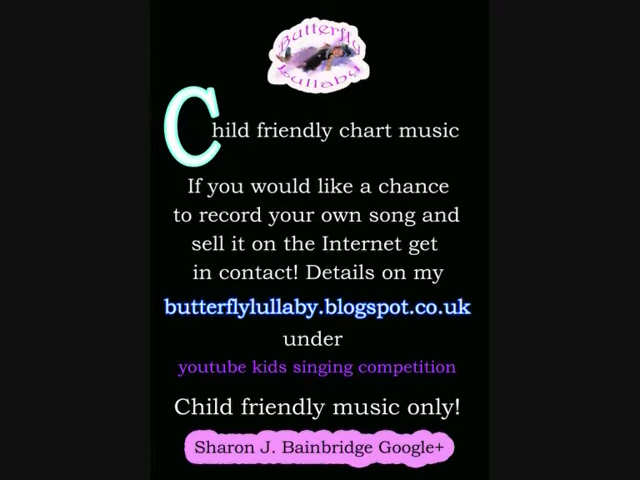 Butterfly
Lullaby
Child friendly chart music
If you would like a chance
to record your own song and
sell it on the Internet get
in contact! Details on my
butterflylullaby.blogspot.co.uk
under
youtube kids singing competition
Child friendly music only!
Sharon J. Bainbridge Google+